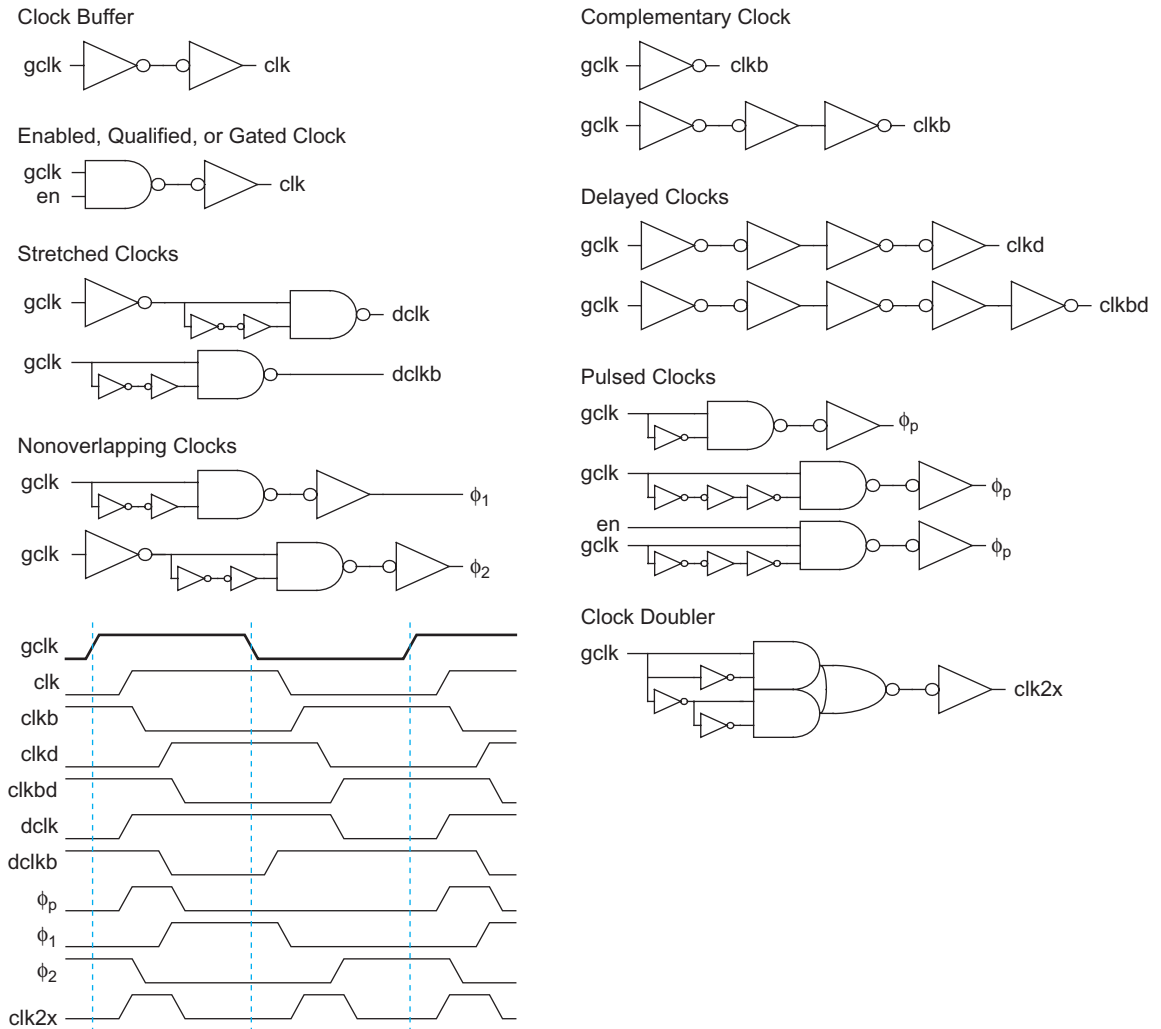 Clock Buffer
gclk
clk
Enabled, Qualified, or Gated Clock
gclk
en
clk
Stretched Clocks
gclk
dclk
gclk
dclkb
Nonoverlapping Clocks
gclk
ϕ1
gclk
ϕ2
gclk
clk
clkb
clkd
clkbd
dclk
dclkb
ϕp
ϕ1
ϕ2
clk2x
Complementary Clock
gclk
clkb
gclk
clkb
Delayed Clocks
gclk
clkd
gclk
clkbd
Pulsed Clocks
gclk
ϕp
gclk
ϕp
en
gclk
ϕp
Clock Doubler
gclk
clk2x